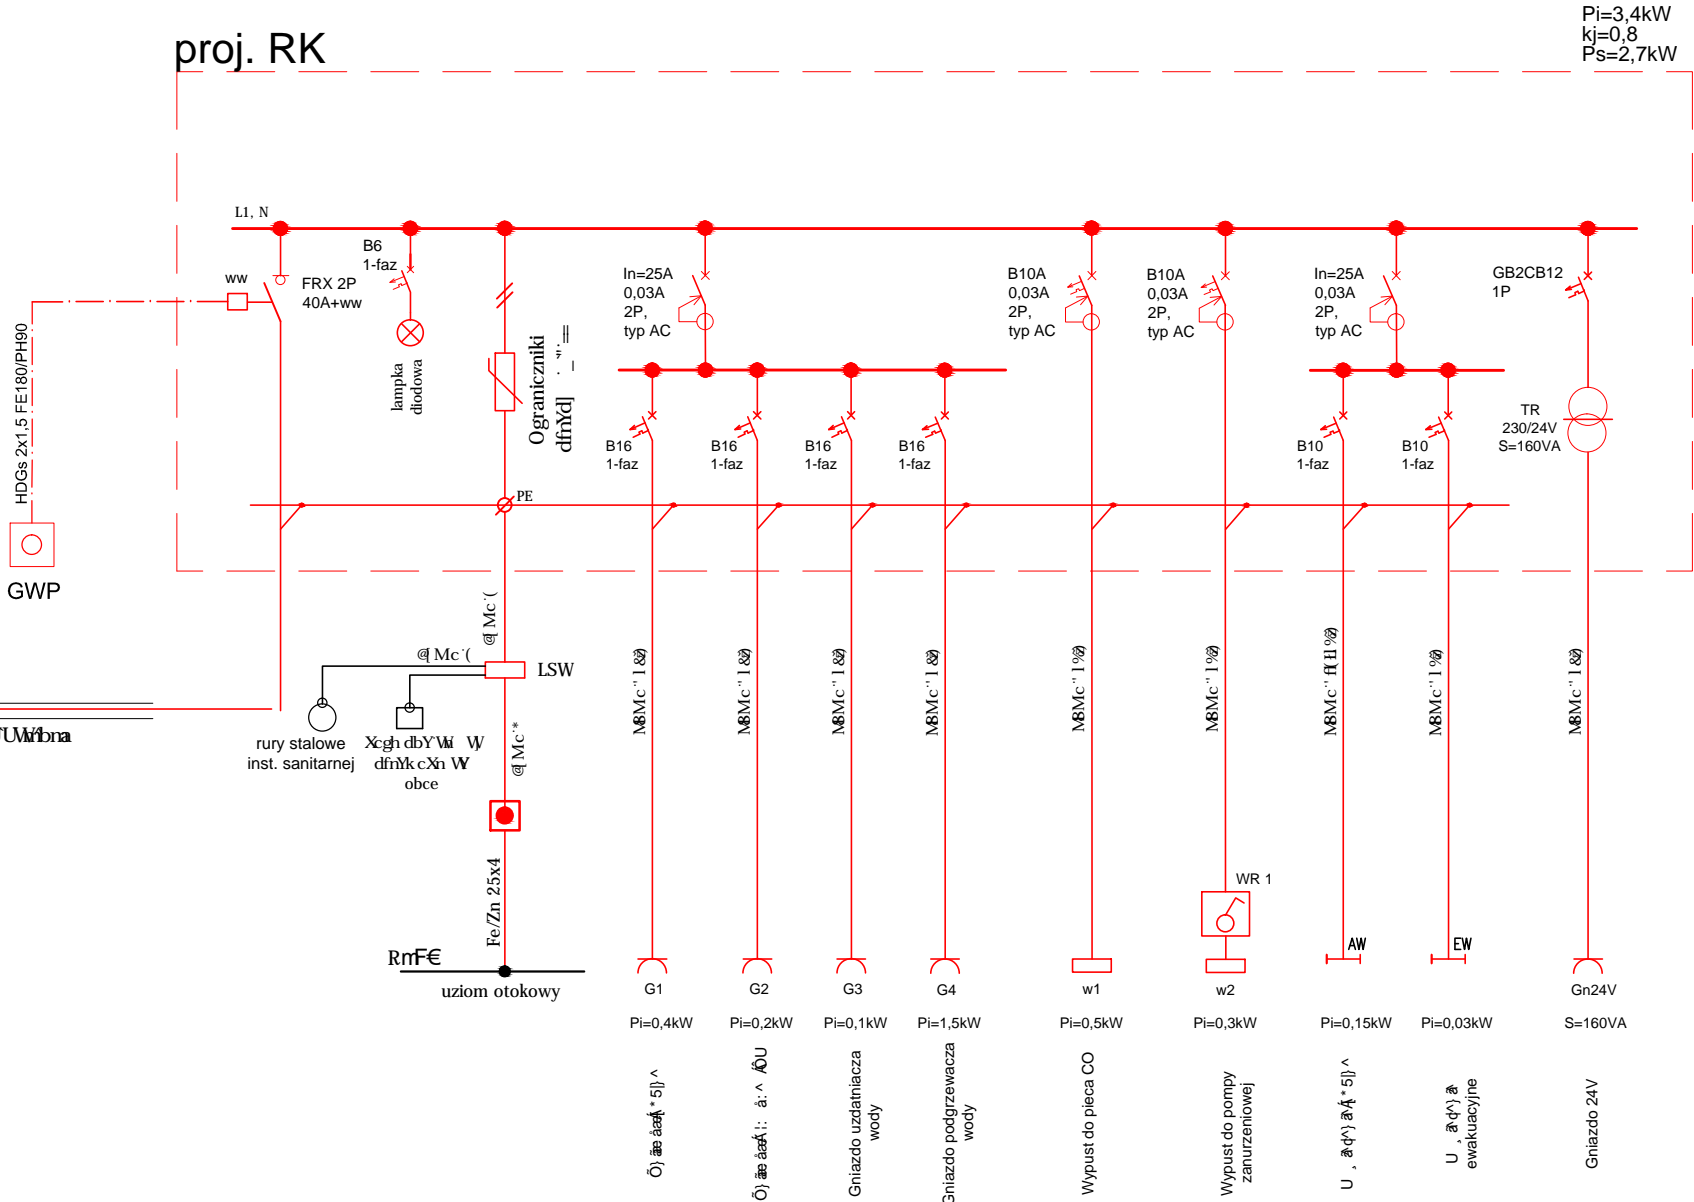 Pi=3,4kW
kj=0,8
Ps=2,7kW
proj. RK
L1, N
ww
FRX 2P
40A+ww
B6
1-faz
lampka
diodowa
Ograniczniki
In=25A
0,03A
2P,
typ AC
B10A
0,03A
2P,
typ AC
B10A
0,03A
2P,
typ AC
In=25A
0,03A
2P,
typ AC
GB2CB12
1P
HDGs 2x1,5 FE180/PH90
GWP
B16
1-faz
B16
1-faz
B16
1-faz
B16
1-faz
B10
1-faz
B10
1-faz
TR
230/24V
S=160VA
PE
LSW
rury stalowe
inst. sanitarnej
obce
Fe/Zn 25x4
uziom otokowy
WR 1
AW
EW
G1
G2
G3
G4
w1
w2
Gn24V
Pi=0,4kW
Pi=0,2kW
Pi=0,1kW
Pi=1,5kW
Pi=0,5kW
Pi=0,3kW
Pi=0,15kW
Pi=0,03kW
S=160VA
Gniazdo uzdatniacza
wody
Gniazdo podgrzewacza
wody
Wypust do pieca CO
Wypust do pompy
zanurzeniowej
ewakuacyjne
Gniazdo 24V